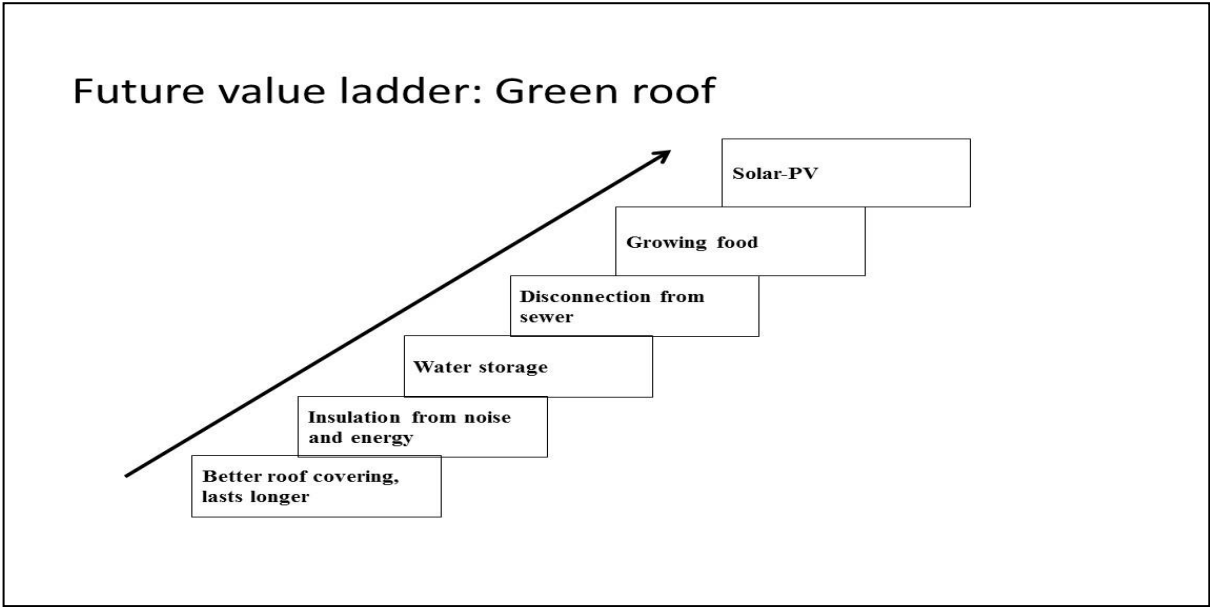 Future value ladder: Green roof
Solar-PV
Growing food
Disconnection from
sewer
Water storage
Insulation from noise
and energy
Better roof covering,
lasts longer